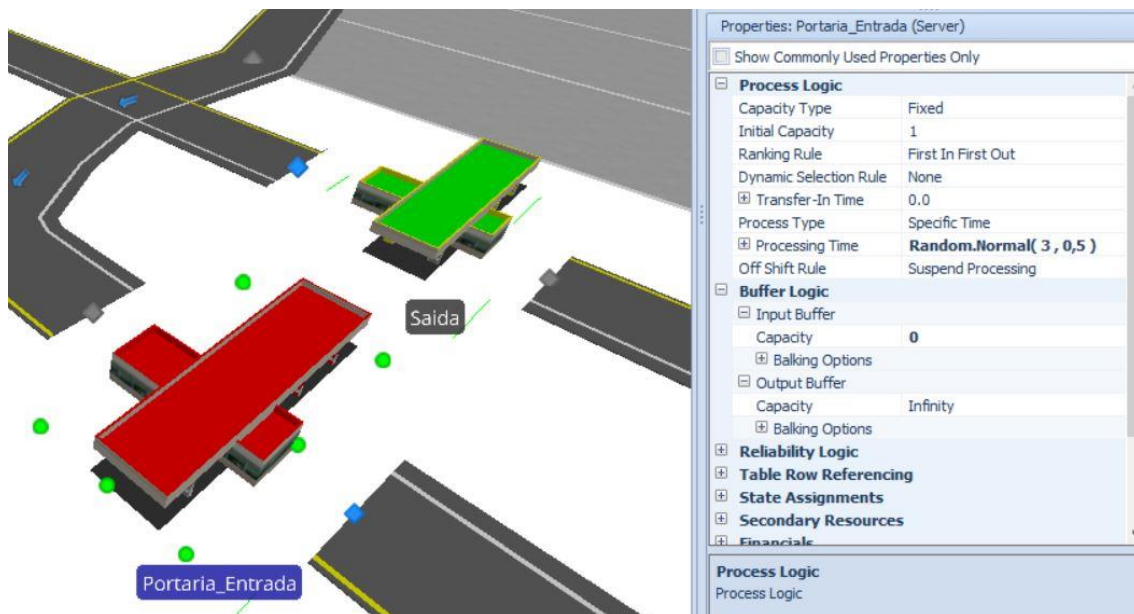 Saida
Portaria_Entrada
Properties: Portaria_Entrada (Server)
Show Commonly Used Properties Only
Process Logic
Capacity Type Fixed
Initial Capacity 1
Ranking Rule First In First Out
Dynamic Selection Rule None
Transfer-In Time 0.0
Process Type Specific Time
Processing Time Random.Normal( 3 , 0,5 )
Off Shift Rule Suspend Processing
Buffer Logic
Input Buffer
Capacity 0
Balking Options
Output Buffer
Capacity Infinity
Balking Options
Reliability Logic
Table Row Referencing
State Assignments
Secondary Resources
Financials
Process Logic
Process Logic